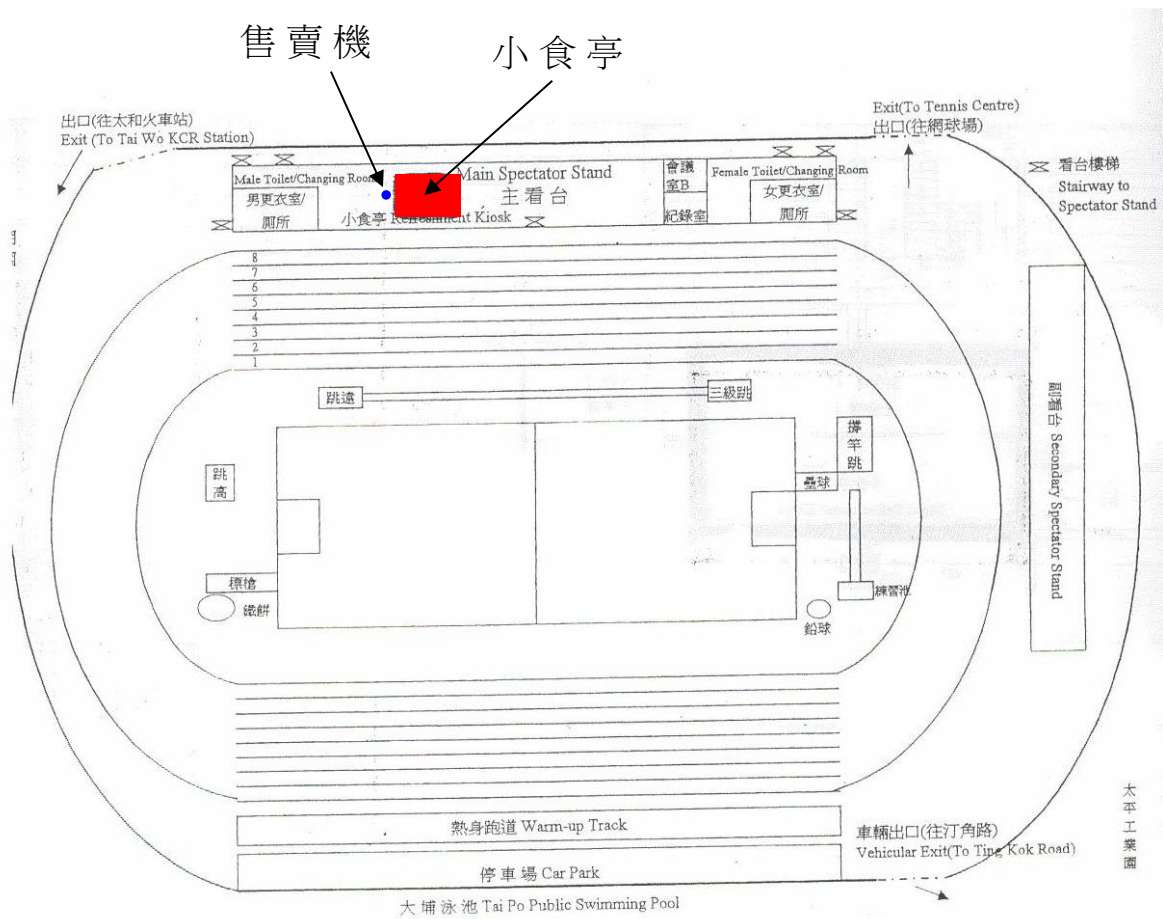 售賣機
小食亭
出口(往太和火車站)
Exit (To Tai Wo KCR Station)
Exit(To Tennis Centre)
出口(往網球場)
看台樓梯
Stairway to
Spectator Stand
Male Toilet/Changing Room
男更衣室/
廁所
Main Spectator Stand
主看台
小食亭 Refreshment Kiosk
會議
室B
紀錄室
Female Toilet/Changing Room
女更衣室/
廁所
8
7
6
5
4
3
2
1
跳遠
三級跳
撐竿跳
壘球
跳高
標槍
鐵餅
練習池
鉛球
副看台 Secondary Spectator Stand
熱身跑道 Warm-up Track
停車場 Car Park
車輛出口(往汀角路)
Vehicular Exit(To Ting Kok Road)
太平工業園
大埔泳池 Tai Po Public Swimming Pool